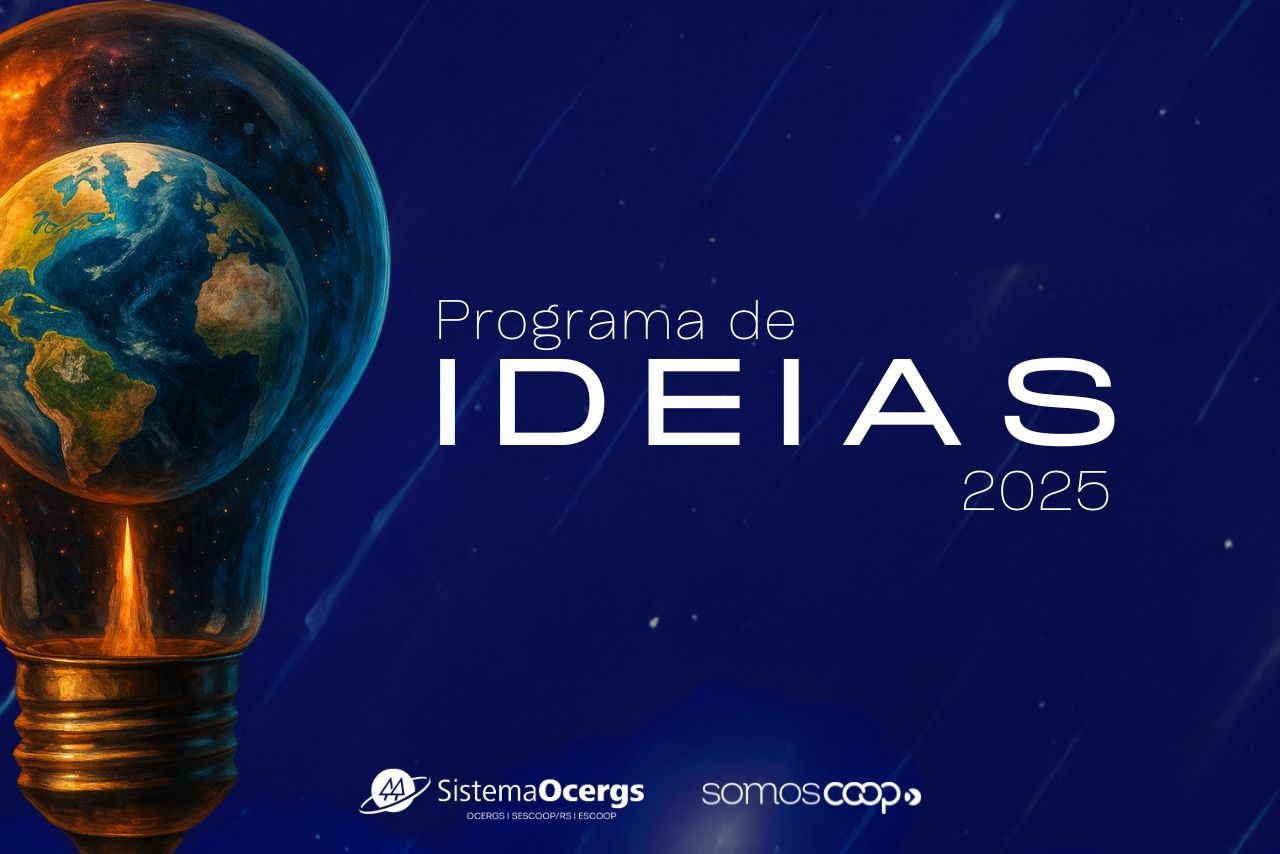 Programa de
IDEIAS
2025
SistemaOcergs
OCERGS | SESCOOP/RS | ESCOOP
somoscoop